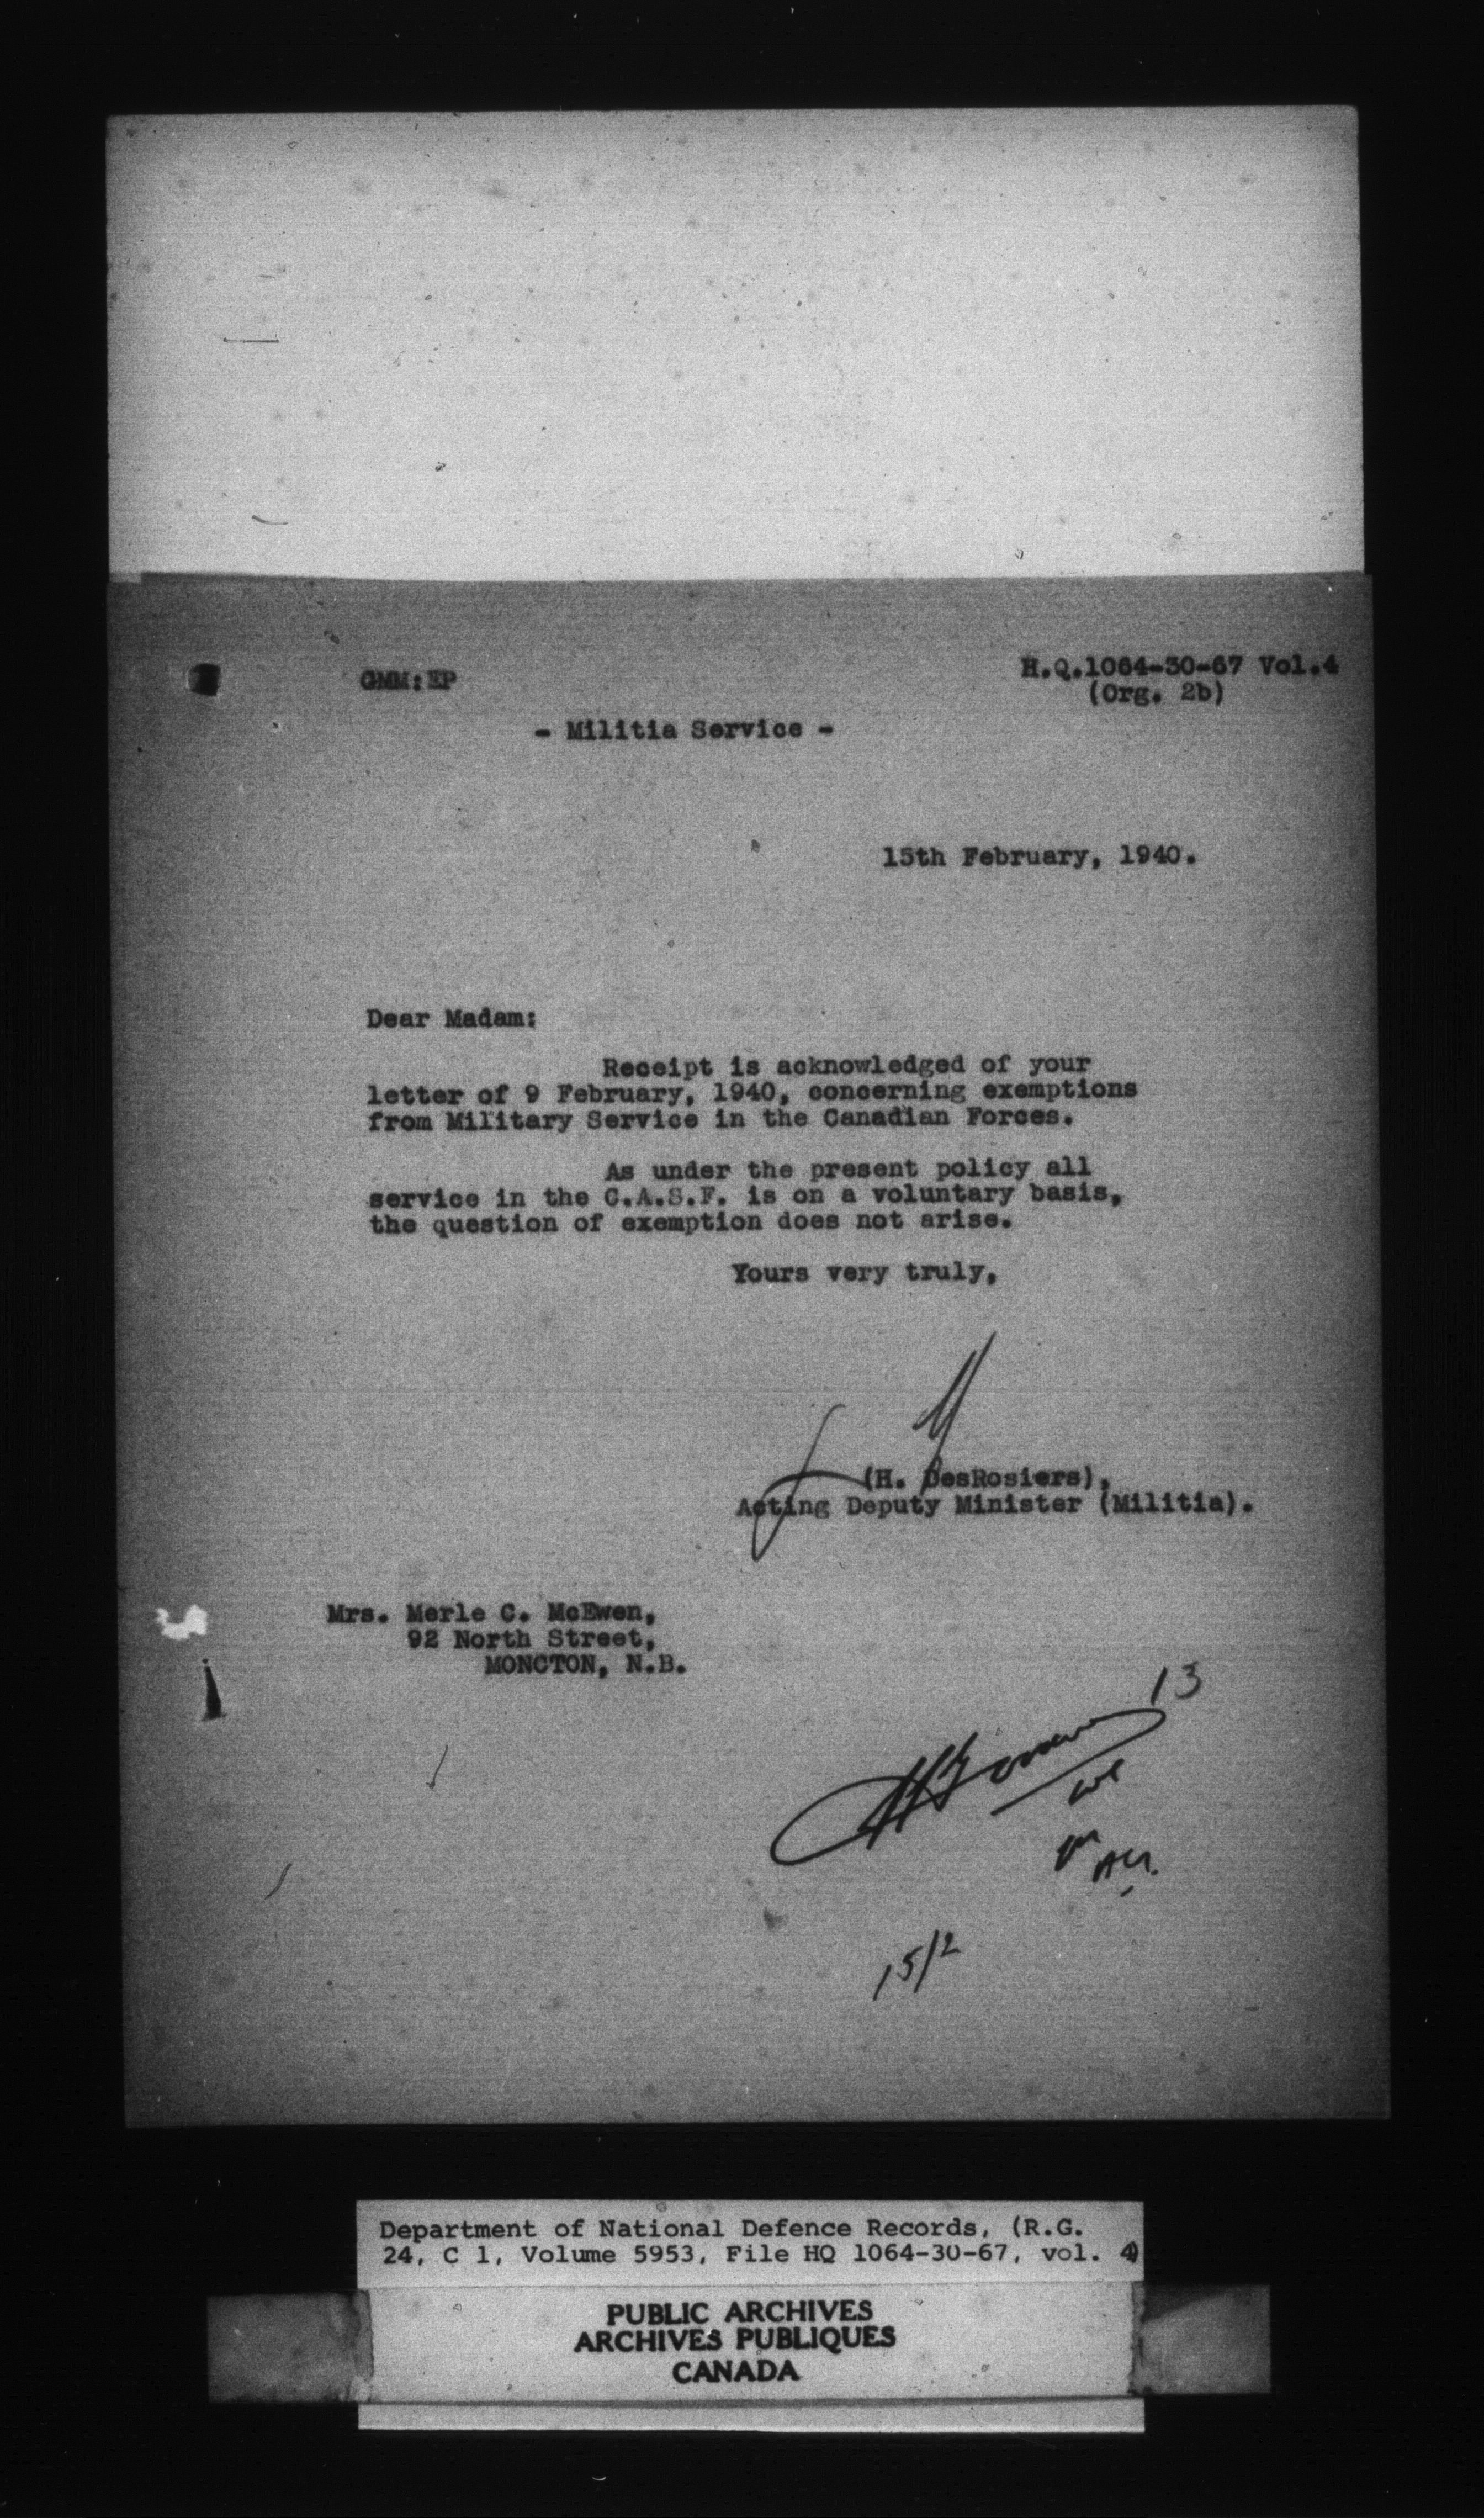 GMM:EP
H.Q.1064-30-67 Vol.4
(Org. 2b)
- Militia Service -
15th February, 1940.
Dear Madam:
Receipt is acknowledged of your
letter of 9 February, 1940, concerning exemptions
from Military Service in the Canadian Forces.
As under the present policy all
service in the C.A.S.F. is on a voluntary basis,
the question of exemption does not arise.
Yours very truly,
(H. DesRosiers),
Acting Deputy Minister (Militia).
Mrs. Merle C. McEwen,
92 North Street,
MONCTON, N.B.
13
15/2
Department of National Defence Records, (R.G.
24, C 1, Volume 5953, File HQ 1064-30-67, vol. 4)
PUBLIC ARCHIVES
ARCHIVES PUBLIQUES
CANADA